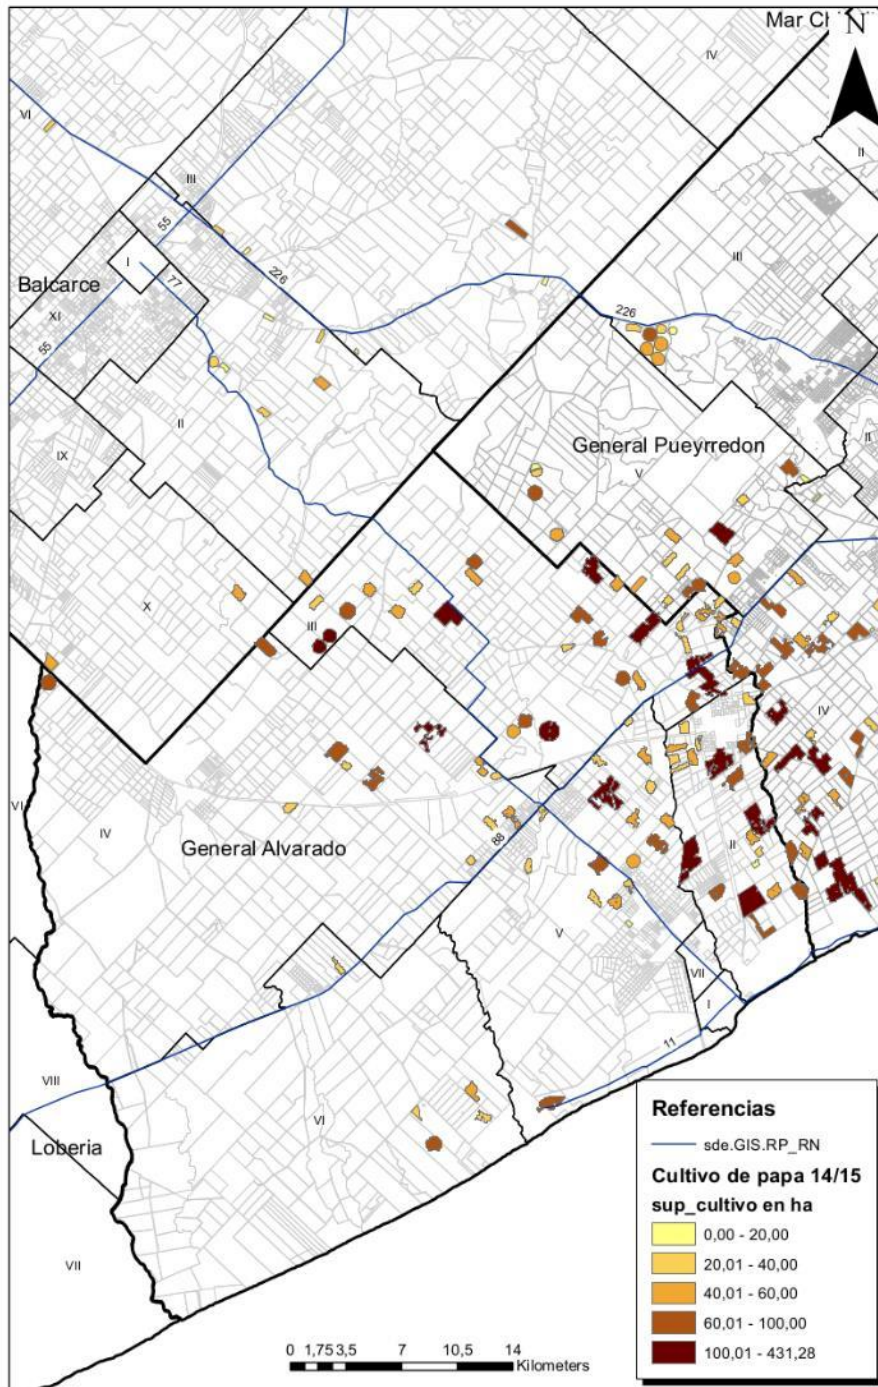 Mar Ch
N
IV
VI
II
III
55
III
226
I
77
Balcarce
XI
55
226
II
II
General Pueyrredon
V
IX
X
III
IV
VI
IV
General Alvarado
88
II
V
VII
I
11
VIII
VI
Loberia
VII
Referencias
sde.GIS.RP_RN
Cultivo de papa 14/15
sup_cultivo en ha
0,00 - 20,00
20,01 - 40,00
40,01 - 60,00
60,01 - 100,00
100,01 - 431,28
0 1,75 3,5 7 10,5 14
Kilometers